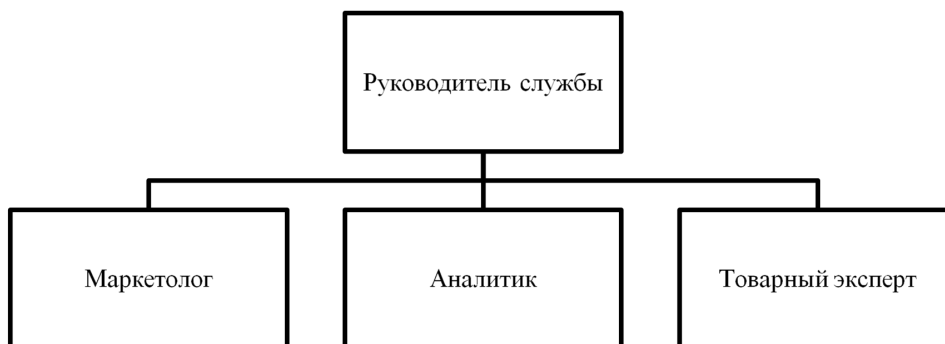 Руководитель службы
Маркетолог
Аналитик
Товарный эксперт